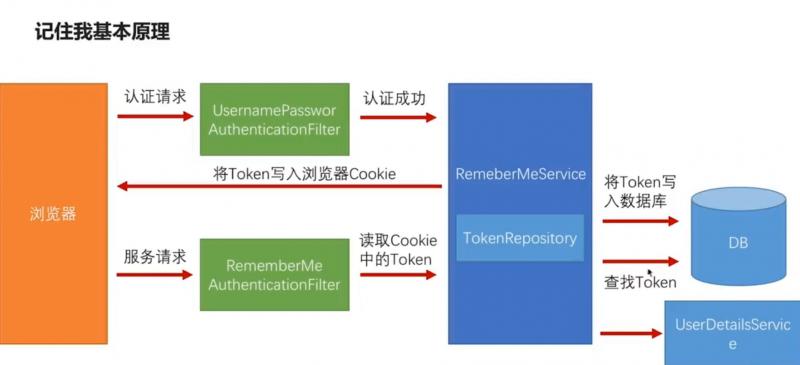 记住我基本原理
认证请求
UsernamePasswor
AuthenticationFilter
认证成功
将Token写入浏览器Cookie
浏览器
RemeberMeService
TokenRepository
将Token写
入数据库
DB
服务请求
RememberMe
AuthenticationFilter
读取Cookie
中的Token
查找Token
UserDetailsServic
e